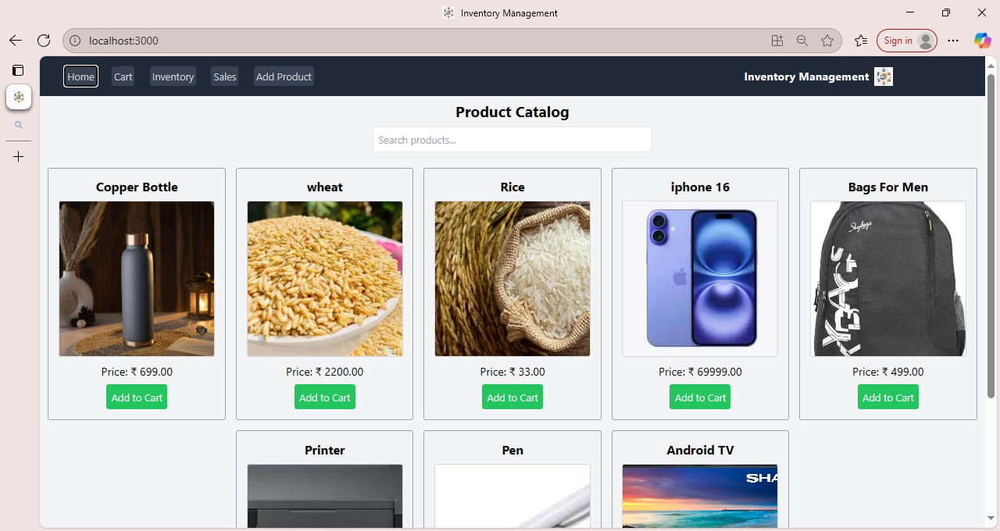 Inventory Management
localhost:3000
Sign in
Home Cart Inventory Sales Add Product
Inventory Management
Product Catalog
Search products...
Copper Bottle wheat Rice iphone 16 Bags For Men
Skybags
Price: ₹ 699.00 Price: ₹ 2200.00 Price: ₹ 33.00 Price: ₹ 69999.00 Price: ₹ 499.00
Add to Cart Add to Cart Add to Cart Add to Cart Add to Cart
Printer Pen Android TV
SHA